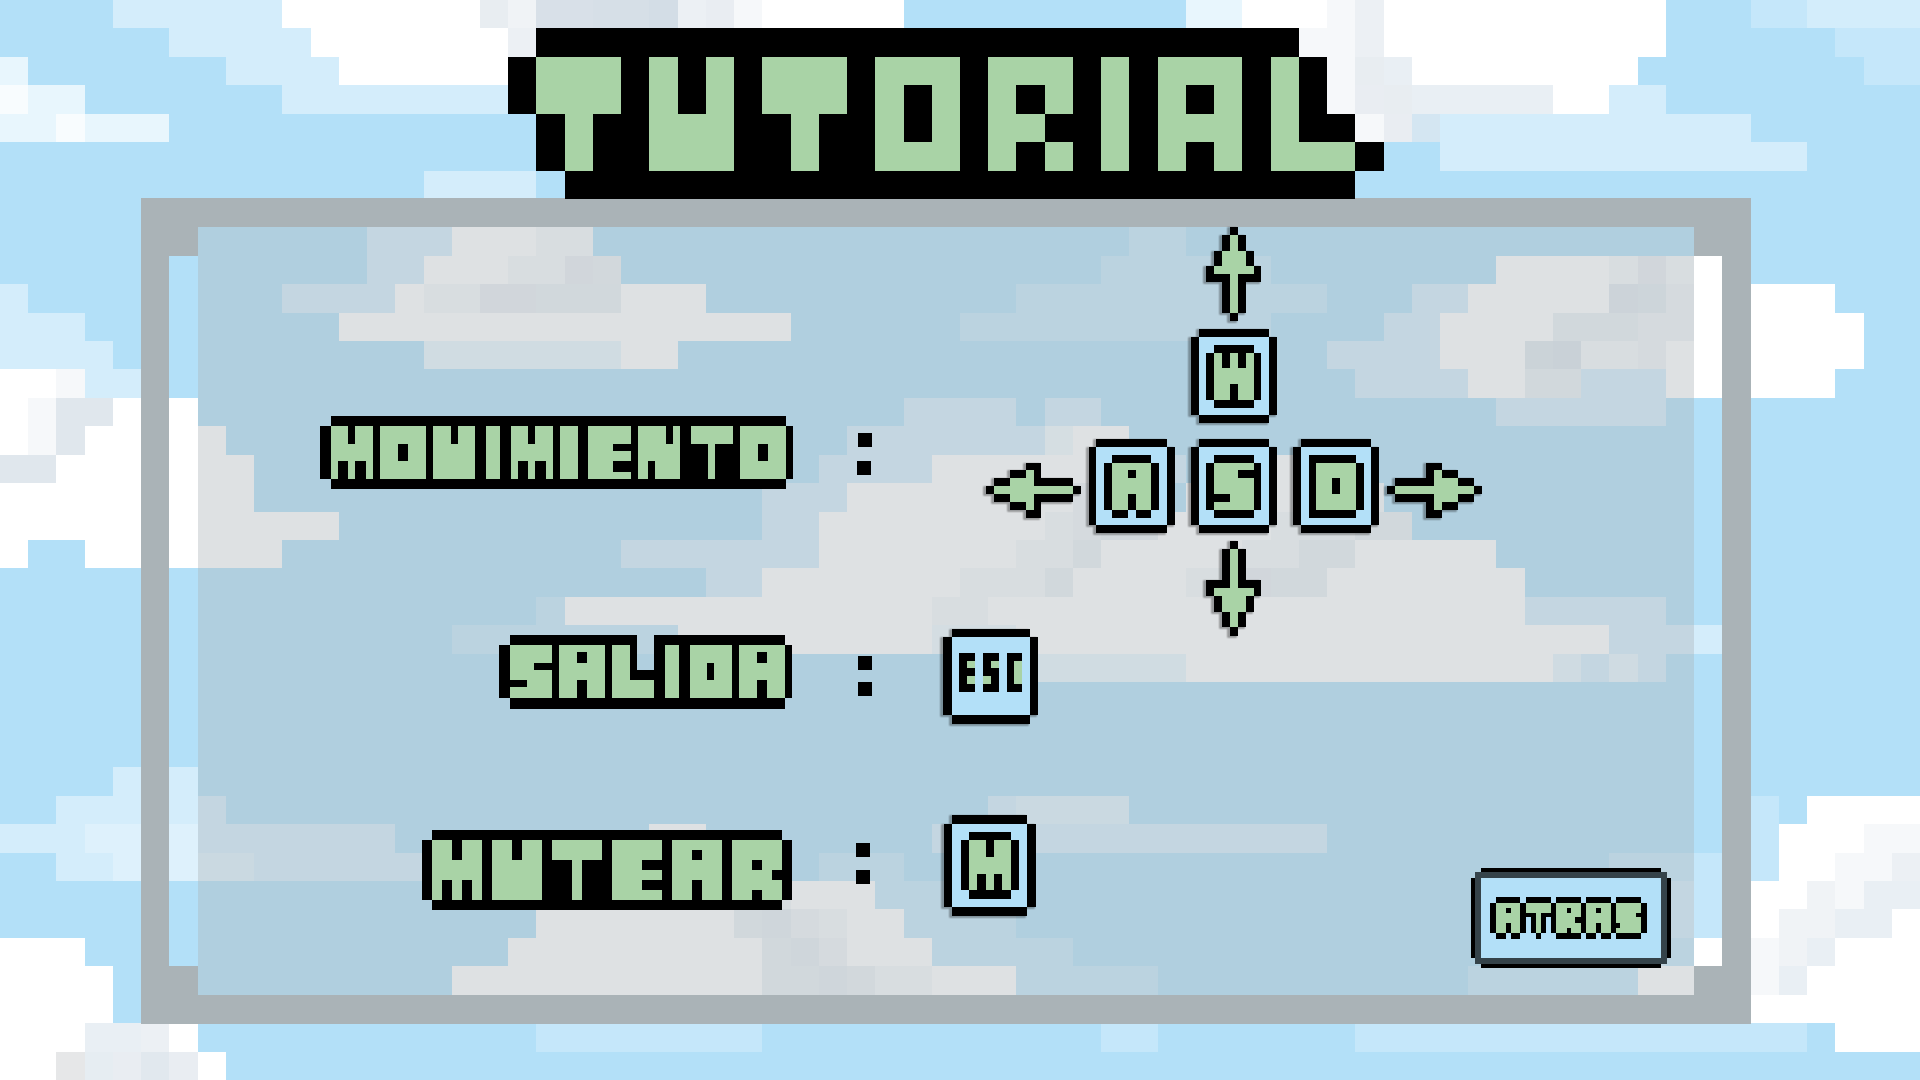 TUTORIAL
W
MOVIMIENTO :
A S D
SALIDA : ESC
MUTEAR : M
ATRAS